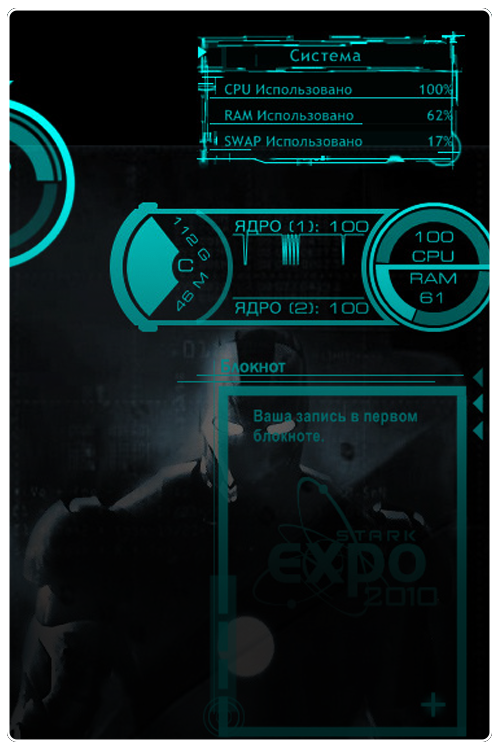 Система
CPU Использовано 100%
RAM Использовано 62%
SWAP Использовано 17%
112 G
C
46 M
ЯДРО (1): 100
ЯДРО (2): 100
100
CPU
RAM
61
Блокнот
Ваша запись в первом
блокноте.
STARK
expo
2010
+